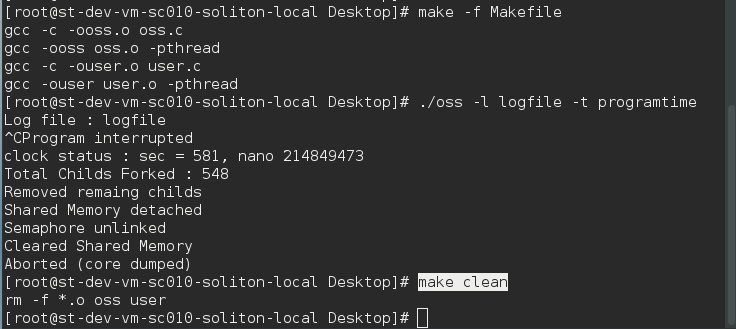 [root@st-dev-vm-sc010-soliton-local Desktop]# make -f Makefile
gcc -c -ooss.o oss.c
gcc -ooss oss.o -pthread
gcc -c -ouser.o user.c
gcc -ouser user.o -pthread
[root@st-dev-vm-sc010-soliton-local Desktop]# ./oss -l logfile -t programtime
Log file : logfile
^CProgram interrupted
clock status : sec = 581, nano 214849473
Total Childs Forked : 548
Removed remaing childs
Shared Memory detached
Semaphore unlinked
Cleared Shared Memory
Aborted (core dumped)
[root@st-dev-vm-sc010-soliton-local Desktop]# make clean
rm -f *.o oss user
[root@st-dev-vm-sc010-soliton-local Desktop]#